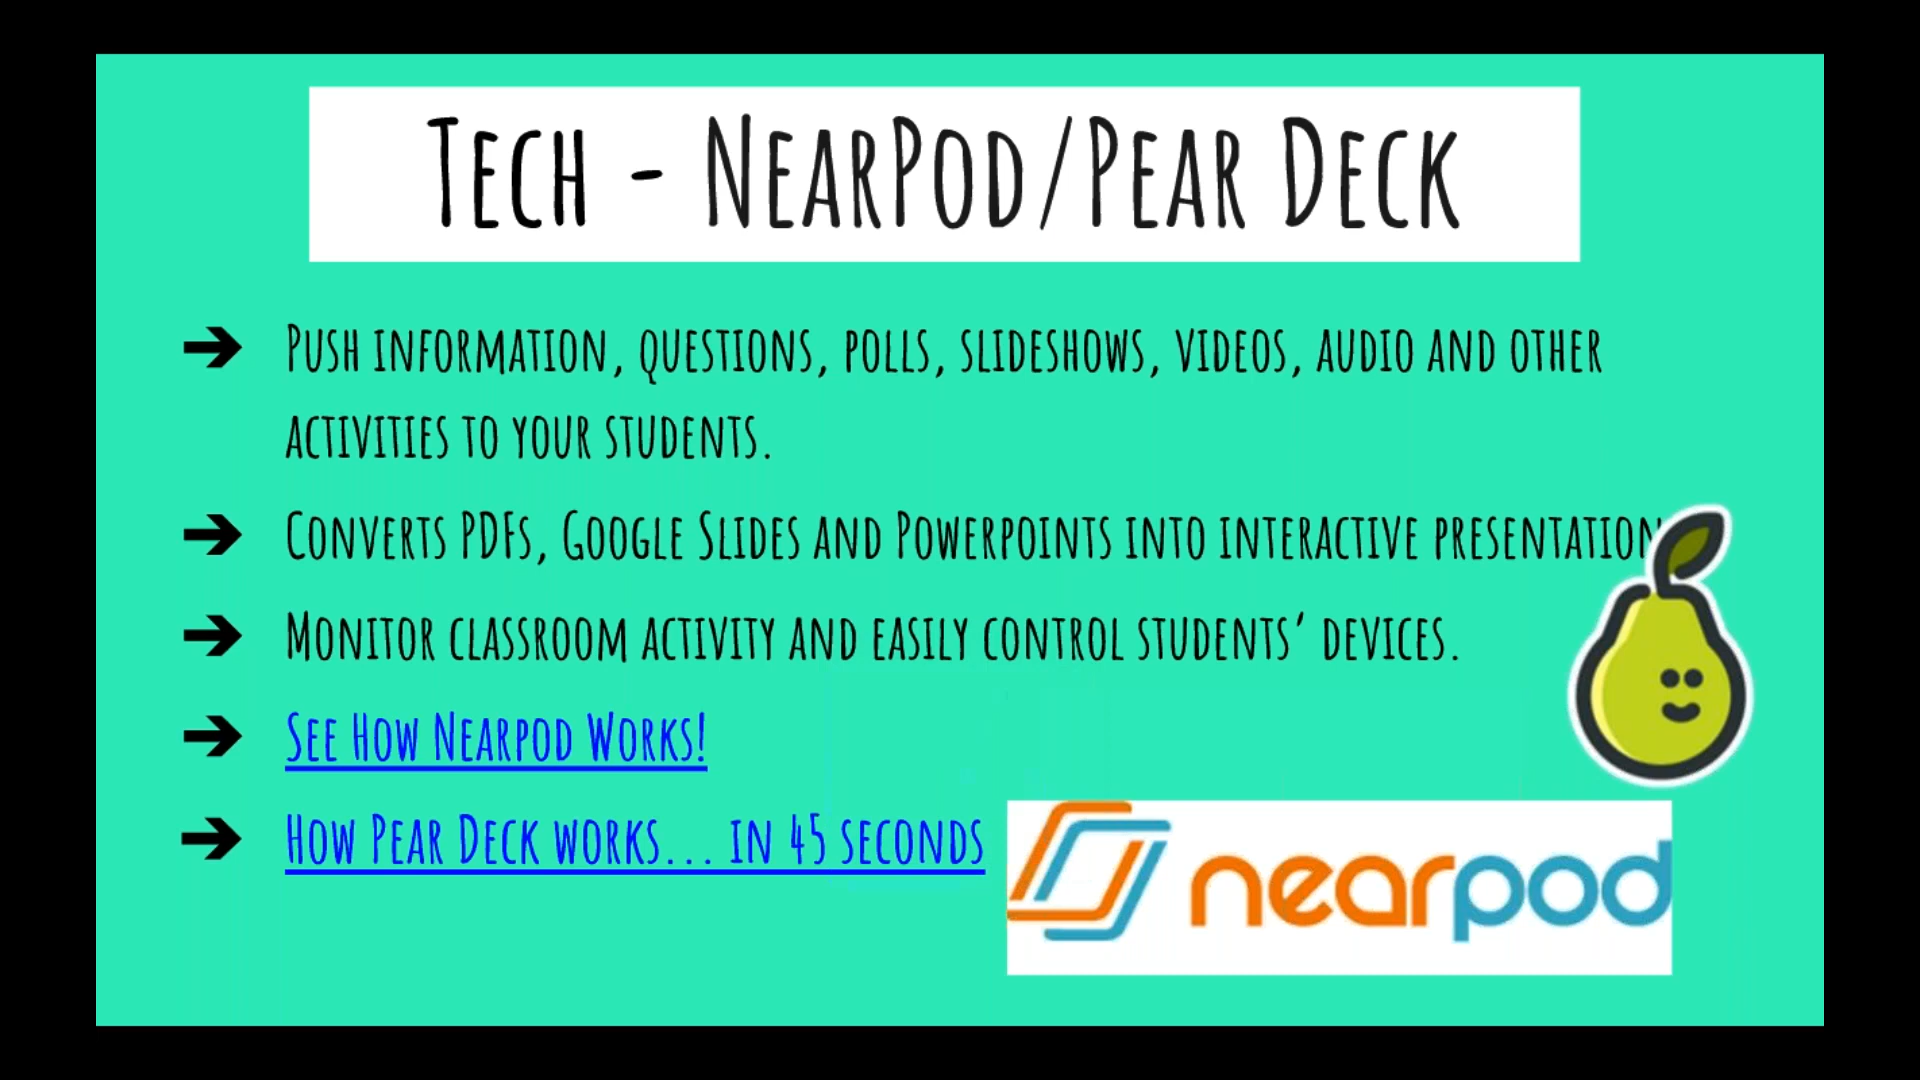 Tech - NearPod/Pear Deck
Push information, questions, polls, slideshows, videos, audio and other
activities to your students.
Converts PDFs, Google Slides and Powerpoints into interactive presentation
Monitor classroom activity and easily control students’ devices.
See How Nearpod Works!
How Pear Deck works... in 45 seconds
nearpod